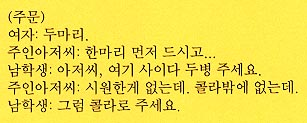 (주문)
여자: 두마리.
주인아저씨: 한마리 먼저 드시고...
남학생: 아저씨, 여기 사이다 두병 주세요.
주인아저씨: 시원한게 없는데. 콜라밖에 없는데.
남학생: 그럼 콜라로 주세요.